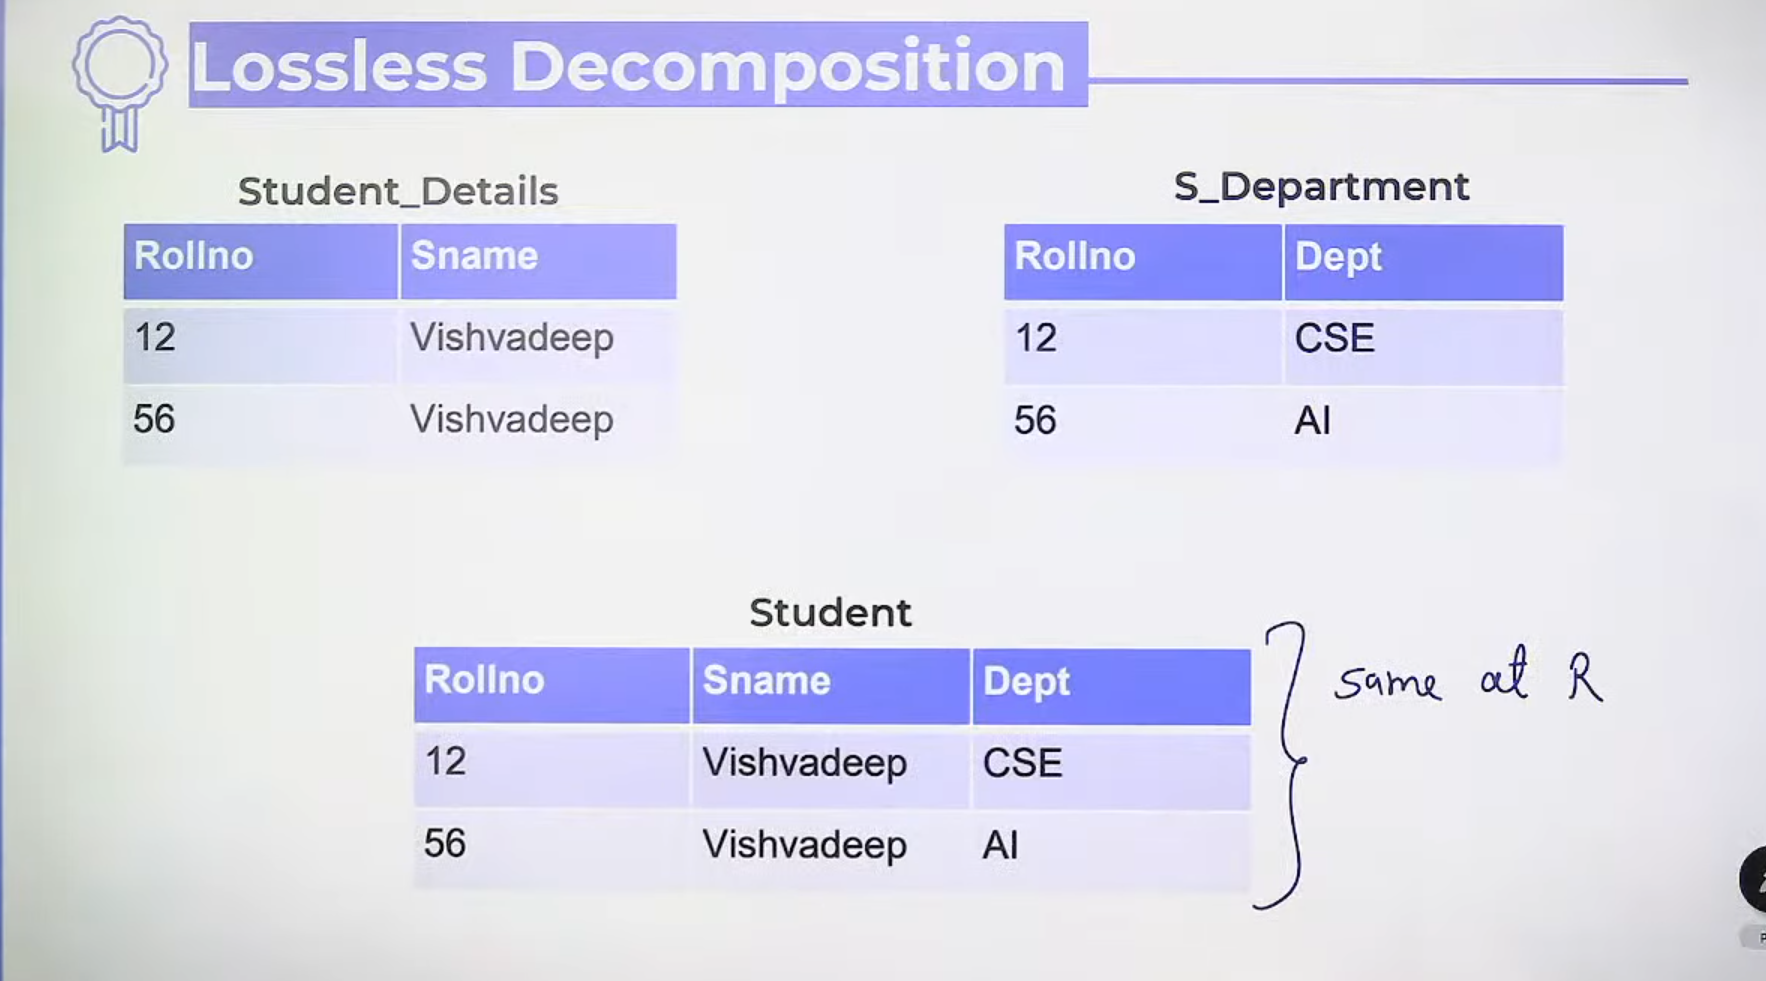 Lossless Decomposition
Student_Details
Rollno Sname
12 Vishvadeep
56 Vishvadeep
S_Department
Rollno Dept
12 CSE
56 AI
Student
Rollno Sname Dept
12 Vishvadeep CSE
56 Vishvadeep AI
same at R